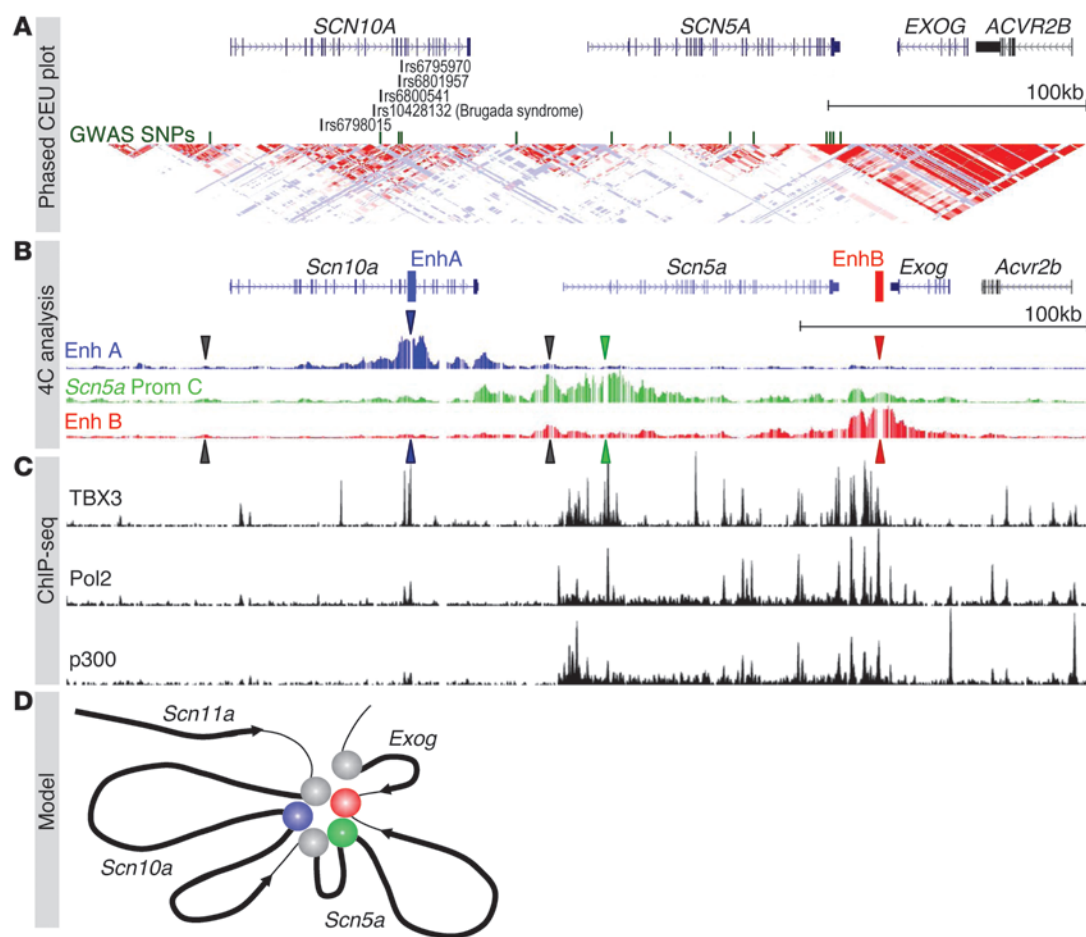 A
Phased CEU plot
SCN10A SCN5A EXOG ACVR2B
rs6795970
rs6801957
rs6800541
rs10428132 (Brugada syndrome)
rs6798015
100kb
GWAS SNPs
B
4C analysis
Scn10a EnhA Scn5a EnhB Exog Acvr2b
100kb
Enh A
Scn5a Prom C
Enh B
C
ChIP-seq
TBX3
Pol2
p300
D
Model
Scn11a
Exog
Scn10a
Scn5a